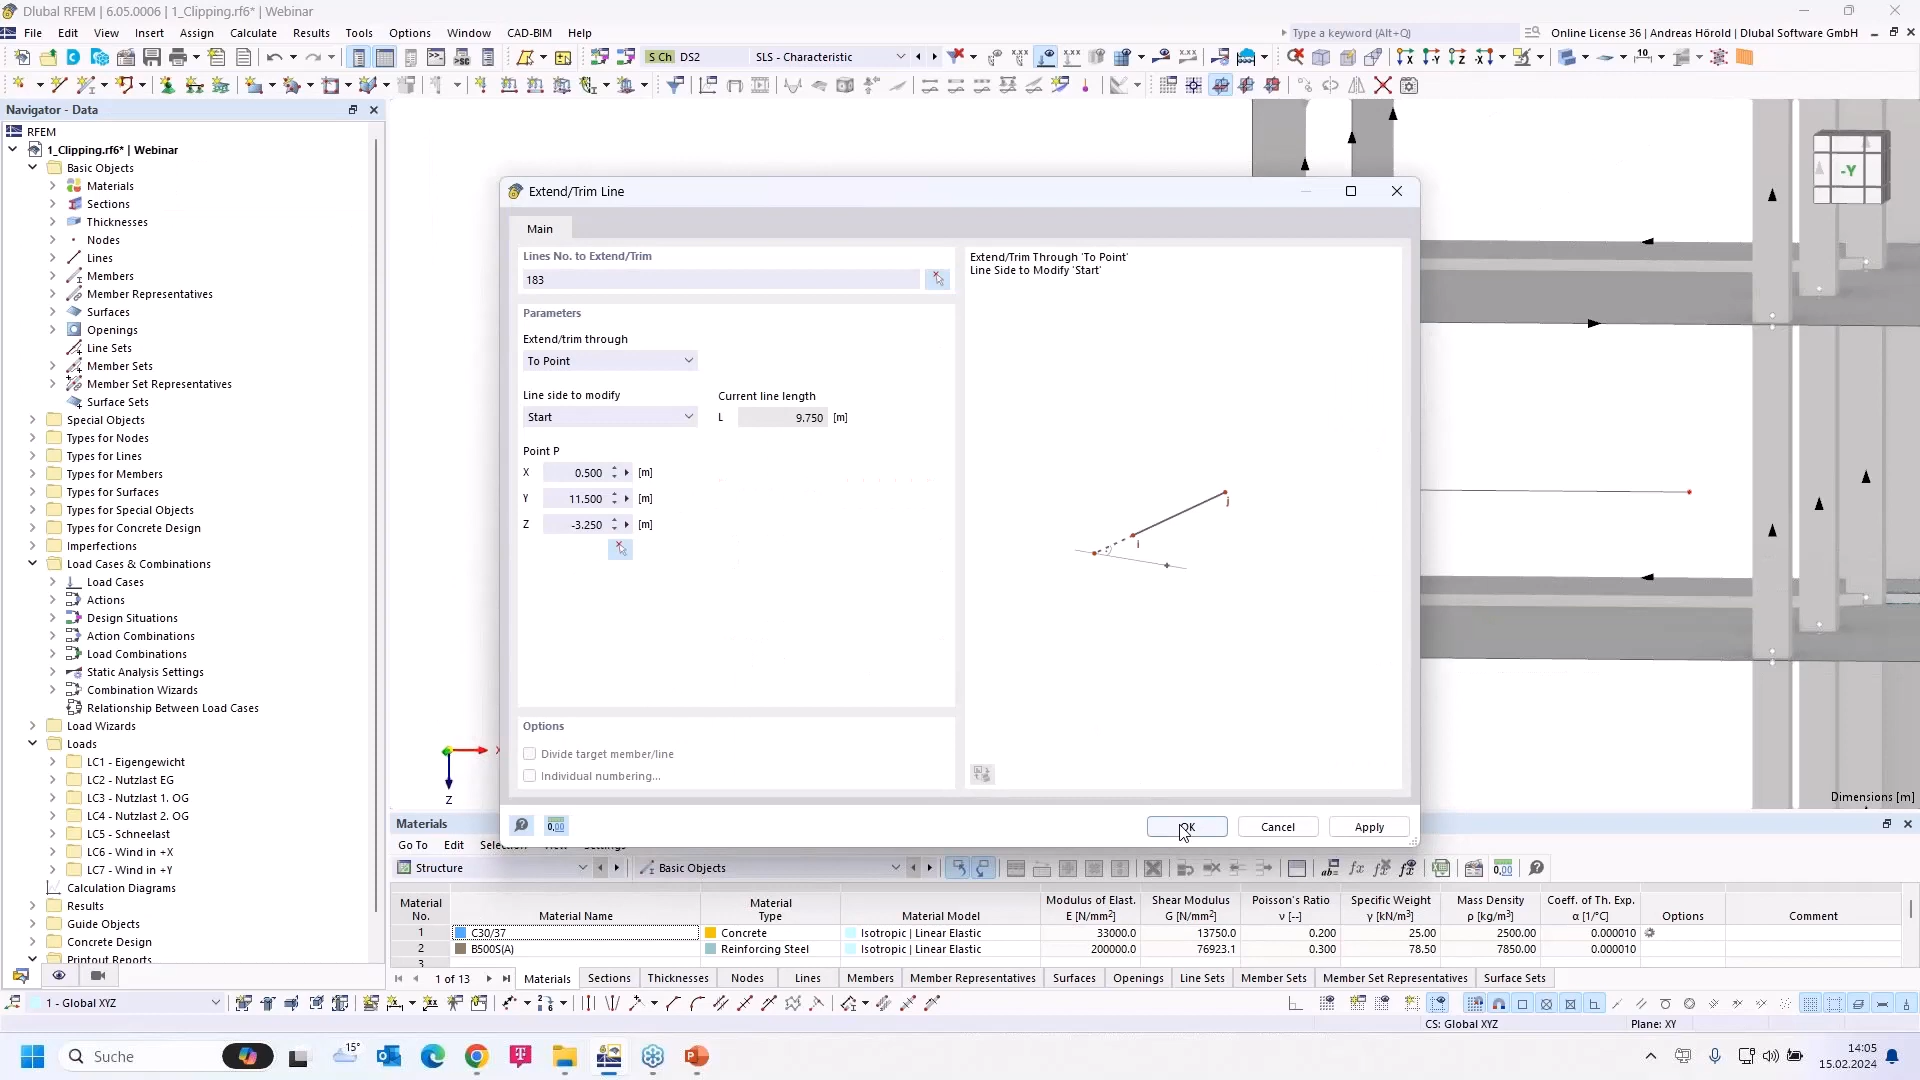 Dlubal RFEM | 6.05.0006 | 1_Clipping.rf6* | Webinar
File Edit View Insert Assign Calculate Results Tools Options Window CAD-BIM Help
Type a keyword (Alt+Q)
Online License 36 | Andreas Hörold | Dlubal Software GmbH
S Ch DS2 SLS - Characteristic
Navigator - Data
RFEM
1_Clipping.rf6* | Webinar
Basic Objects
Materials
Sections
Thicknesses
Nodes
Lines
Members
Member Representatives
Surfaces
Openings
Line Sets
Member Sets
Member Set Representatives
Surface Sets
Special Objects
Types for Nodes
Types for Lines
Types for Members
Types for Surfaces
Types for Special Objects
Types for Concrete Design
Imperfections
Load Cases & Combinations
Load Cases
Actions
Design Situations
Action Combinations
Load Combinations
Static Analysis Settings
Combination Wizards
Relationship Between Load Cases
Load Wizards
Loads
LC1 - Eigengewicht
LC2 - Nutzlast EG
LC3 - Nutzlast 1. OG
LC4 - Nutzlast 2. OG
LC5 - Schneelast
LC6 - Wind in +X
LC7 - Wind in +Y
Calculation Diagrams
Results
Guide Objects
Concrete Design
Printout Reports
Extend/Trim Line
Main
Lines No. to Extend/Trim
183
Parameters
Extend/trim through
To Point
Line side to modify
Start
Current line length
L 9.750 [m]
Point P
X 0.500 [m]
Y 11.500 [m]
Z -3.250 [m]
Options
Divide target member/line
Individual numbering...
Extend/Trim Through 'To Point'
Line Side to Modify 'Start'
j
i
OK Cancel Apply
-Y
X
Z
Dimensions [m]
Materials
Go To Edit
Structure
Basic Objects
Material No. Material Name Material Type Material Model Modulus of Elast. E [N/mm²] Shear Modulus G [N/mm²] Poisson's Ratio ν [--] Specific Weight γ [kN/m³] Mass Density ρ [kg/m³] Coeff. of Th. Exp. α [1/°C] Options Comment
1 C30/37 Concrete Isotropic | Linear Elastic 33000.0 13750.0 0.200 25.00 2500.00 0.000010
2 B500S(A) Reinforcing Steel Isotropic | Linear Elastic 200000.0 76923.1 0.300 78.50 7850.00 0.000010
3
1 of 13 Materials Sections Thicknesses Nodes Lines Members Member Representatives Surfaces Openings Line Sets Member Sets Member Set Representatives Surface Sets
1 - Global XYZ
CS: Global XYZ
Plane: XY
Suche
15°
14:05
15.02.2024